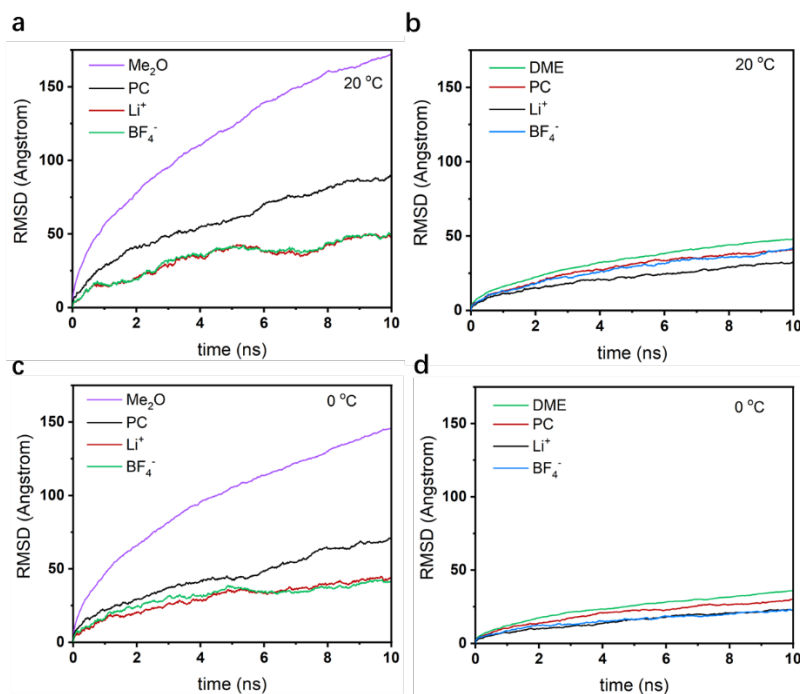 a
150
100
50
0
RMSD (Angstrom)
Me₂O
PC
Li⁺
BF₄⁻
20 °C
0 2 4 6 8 10
time (ns)
b
150
100
50
0
RMSD (Angstrom)
DME
PC
Li⁺
BF₄⁻
20 °C
0 2 4 6 8 10
time (ns)
c
150
100
50
0
RMSD (Angstrom)
Me₂O
PC
Li⁺
BF₄⁻
0 °C
0 2 4 6 8 10
time (ns)
d
150
100
50
0
RMSD (Angstrom)
DME
PC
Li⁺
BF₄⁻
0 °C
0 2 4 6 8 10
time (ns)